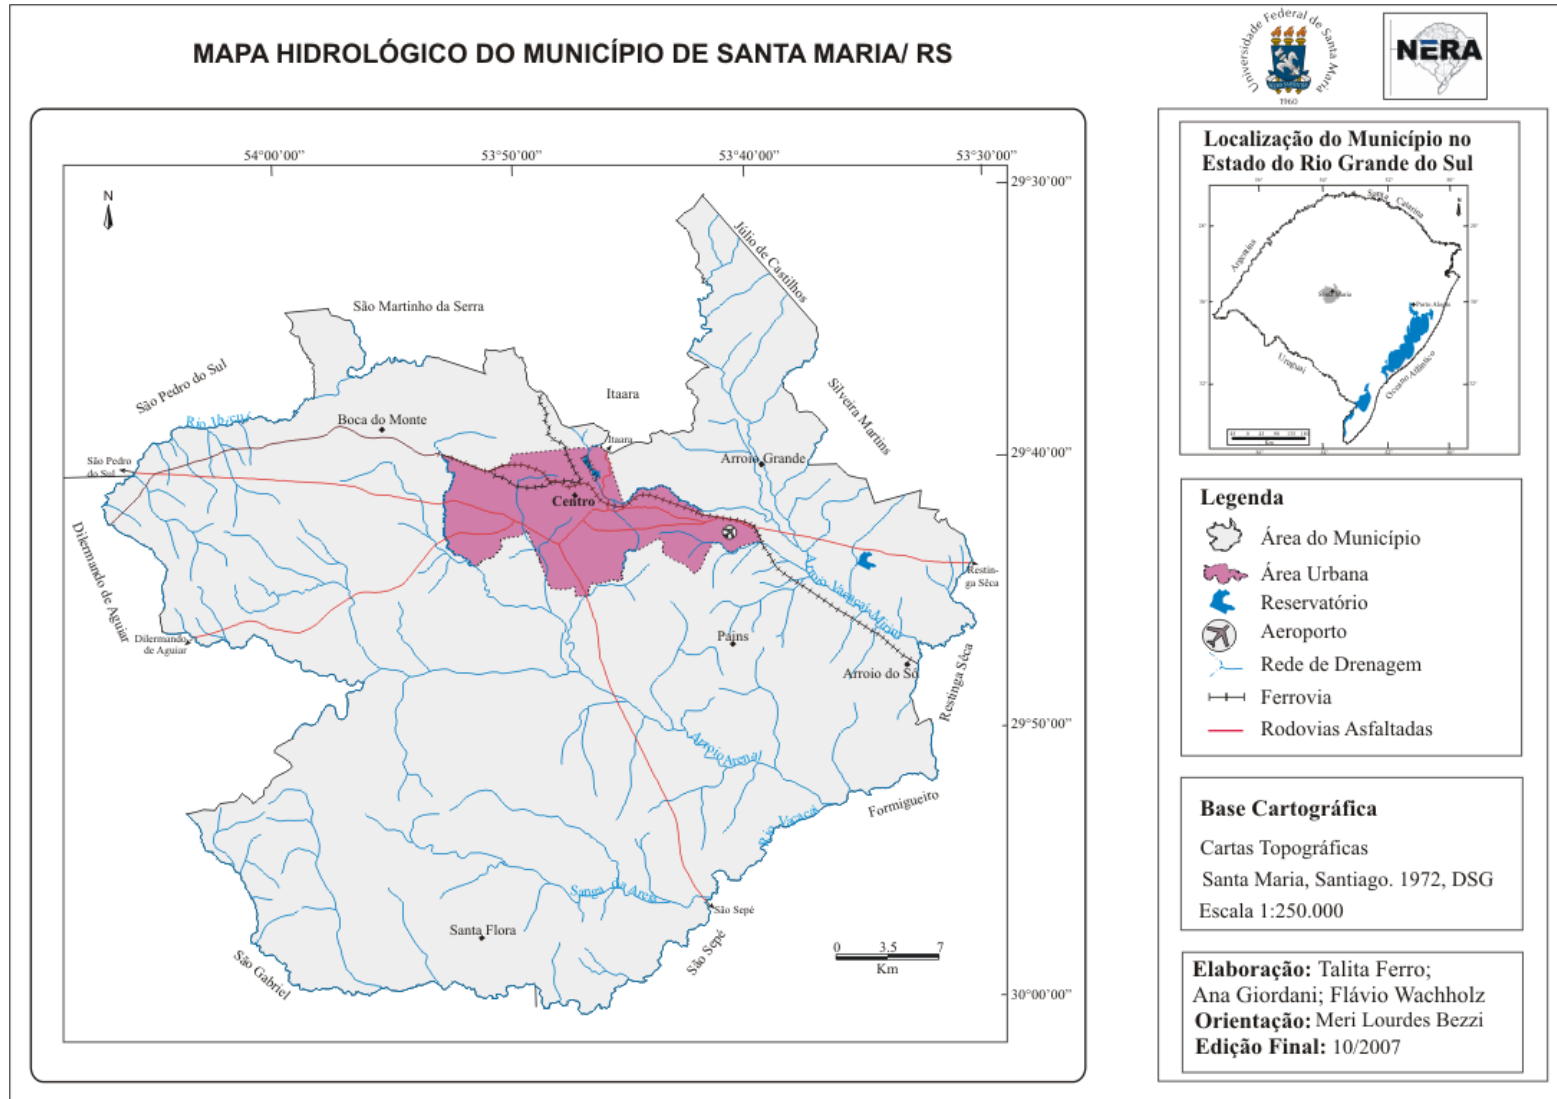 MAPA HIDROLÓGICO DO MUNICÍPIO DE SANTA MARIA/ RS
Universidade Federal de Santa Maria
1960
NERA
54°00'00"
53°50'00"
53°40'00"
53°30'00"
29°30'00"
29°40'00"
29°50'00"
30°00'00"
N
Júlio de Castilhos
São Martinho da Serra
São Pedro do Sul
Itaara
Silveira Martins
Boca do Monte
Itaara
Arroio Grande
São Pedro
do Sul
Centro
Dilermando de Aguiar
Restin-
ga Sêca
Arroio Vacacaí-Mirim
Dilermando
de Aguiar
Pains
Arroio do Só
Restinga Sêca
Arroio Arenal
Formigueiro
Rio Vacacaí
Sanga da Areia
São Sepé
Santa Flora
São Sepé
São Gabriel
0 3,5 7
Km
Localização do Município no
Estado do Rio Grande do Sul
Santa Catarina
Argentina
Santa Maria
Porto Alegre
Uruguai
Oceano Atlântico
Km
Legenda
Área do Município
Área Urbana
Reservatório
Aeroporto
Rede de Drenagem
Ferrovia
Rodovias Asfaltadas
Base Cartográfica
Cartas Topográficas
Santa Maria, Santiago. 1972, DSG
Escala 1:250.000
Elaboração: Talita Ferro;
Ana Giordani; Flávio Wachholz
Orientação: Meri Lourdes Bezzi
Edição Final: 10/2007